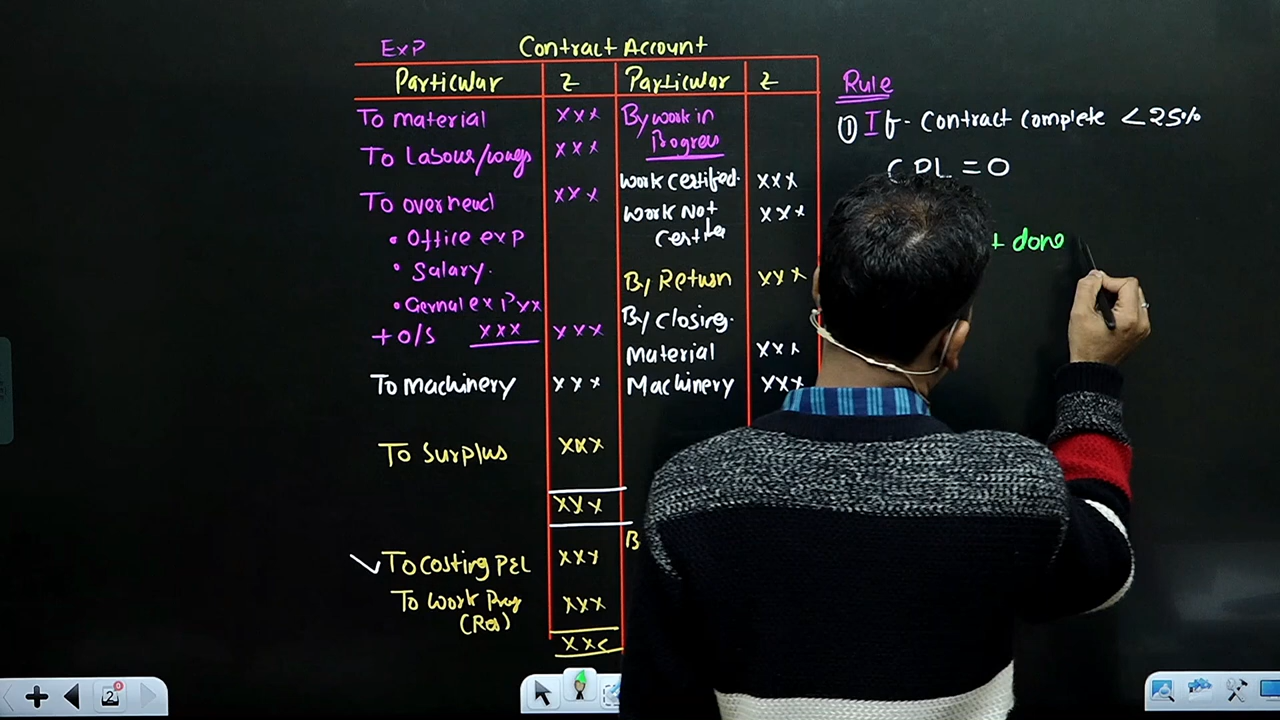 Exp Contract Account
Particular ₹ Particular ₹
To material xxx
To Labour/wages xxx
To overhead xxx
• Office exp
• Salary.
• Gernal exp xx
+ O/S xxx xxx
To machinery xxx
To Surplus xxx
xxx
To costing P&L xxx
To work Prog xxx
(Res)
xxx
By work in
Progress
Work Certified. xxx
Work Not xxx
By Return xxx
By closing.
Material xxx
Machinery xxx
B
Rule
① If Contract complete < 25%
CPL = 0
+ done
2